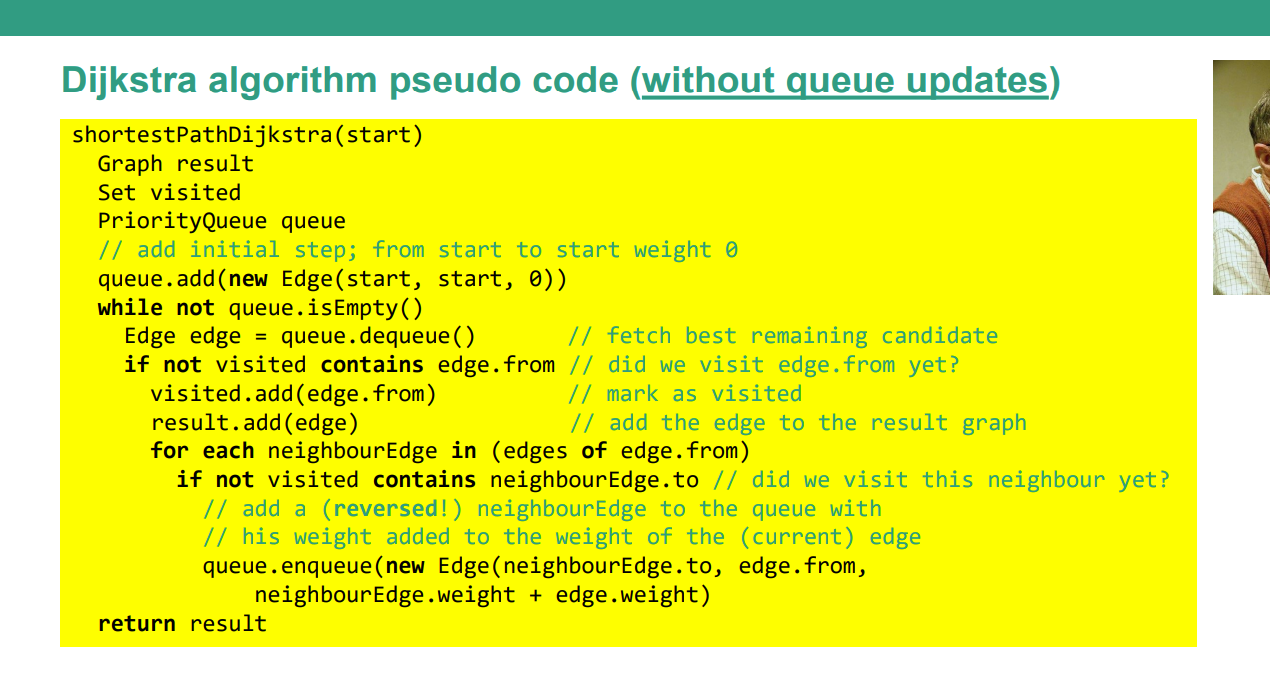 Dijkstra algorithm pseudo code (without queue updates)
shortestPathDijkstra(start)
  Graph result
  Set visited
  PriorityQueue queue
  // add initial step; from start to start weight 0
  queue.add(new Edge(start, start, 0))
  while not queue.isEmpty()
    Edge edge = queue.dequeue()       // fetch best remaining candidate
    if not visited contains edge.from // did we visit edge.from yet?
      visited.add(edge.from)          // mark as visited
      result.add(edge)                // add the edge to the result graph
      for each neighbourEdge in (edges of edge.from)
        if not visited contains neighbourEdge.to // did we visit this neighbour yet?
          // add a (reversed!) neighbourEdge to the queue with
          // his weight added to the weight of the (current) edge
          queue.enqueue(new Edge(neighbourEdge.to, edge.from,
              neighbourEdge.weight + edge.weight)
  return result